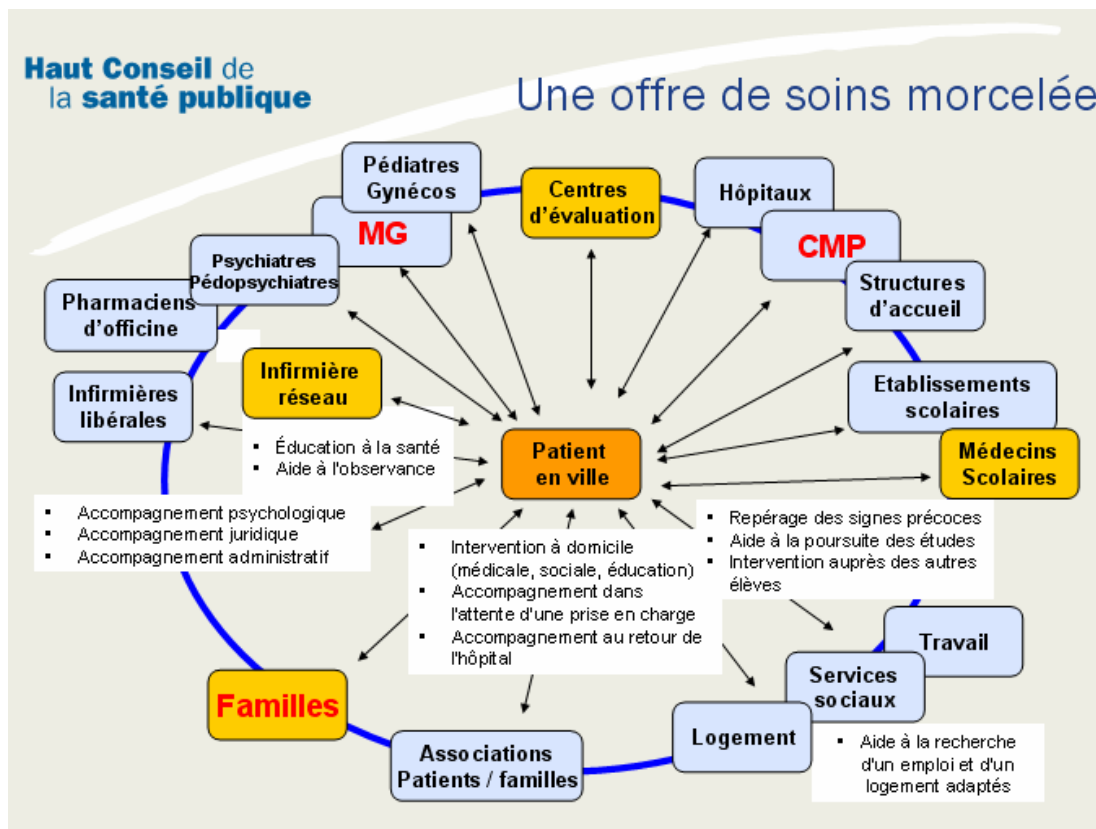 Haut Conseil de
la santé publique
Une offre de soins morcelée
Pédiatres
Gynécos
MG
Psychiatres
Pédopsychiatres
Pharmaciens
d'officine
Infirmières
libérales
Infirmière
réseau
Centres
d'évaluation
Hôpitaux
CMP
Structures
d'accueil
Etablissements
scolaires
Médecins
Scolaires
Patient
en ville
▪ Éducation à la santé
▪ Aide à l'observance
▪ Accompagnement psychologique
▪ Accompagnement juridique
▪ Accompagnement administratif
▪ Intervention à domicile
(médicale, sociale, éducation)
▪ Accompagnement dans
l'attente d'une prise en charge
▪ Accompagnement au retour de
l'hôpital
▪ Repérage des signes précoces
▪ Aide à la poursuite des études
▪ Intervention auprès des autres
élèves
Travail
Services
sociaux
Logement
▪ Aide à la recherche
d'un emploi et d'un
logement adaptés
Familles
Associations
Patients / familles